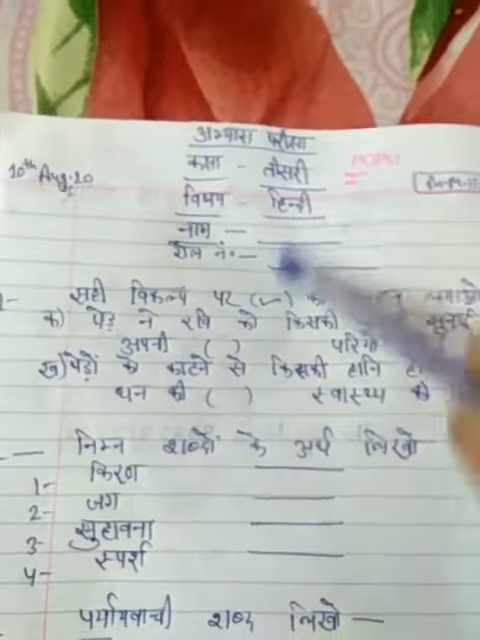 अभ्यास परीक्षा
10th Aug-20
कक्षा - तीसरी
विषय - हिन्दी
नाम -
रोल नं० -
सही विकल्प पर (✓) का
क) पेड़ ने रवि को किसकी
अपनी ( )
ख) पेड़ों के काटने से किसकी हानि
धन की ( ) स्वास्थ्य की
निम्न शब्दों के अर्थ लिखो
1- किरण
2- जग
3- सुहावना
4- स्पर्श
पर्यायवाची शब्द लिखो -